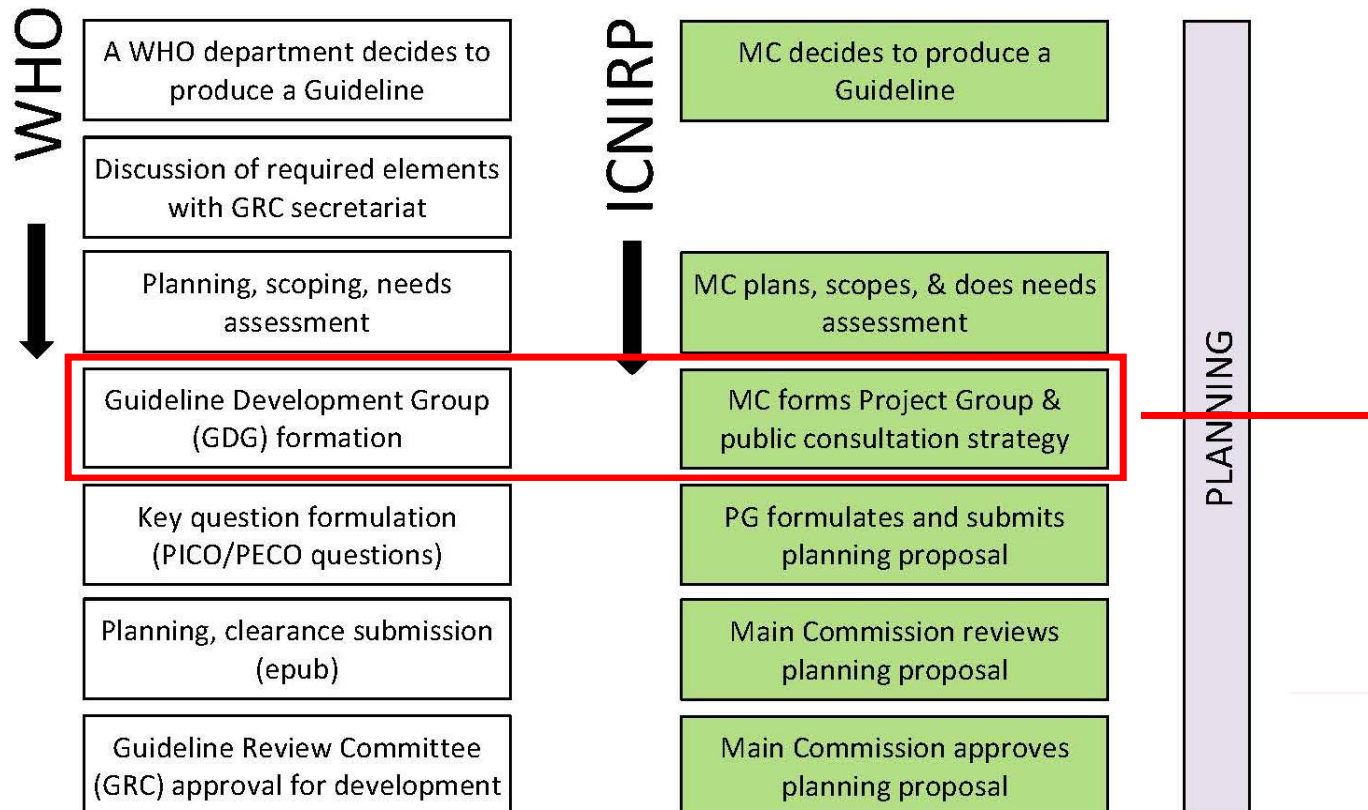 WHO
A WHO department decides to
produce a Guideline
Discussion of required elements
with GRC secretariat
Planning, scoping, needs
assessment
Guideline Development Group
(GDG) formation
Key question formulation
(PICO/PECO questions)
Planning, clearance submission
(epub)
Guideline Review Committee
(GRC) approval for development
ICNIRP
MC decides to produce a
Guideline
MC plans, scopes, & does needs
assessment
MC forms Project Group &
public consultation strategy
PG formulates and submits
planning proposal
Main Commission reviews
planning proposal
Main Commission approves
planning proposal
PLANNING